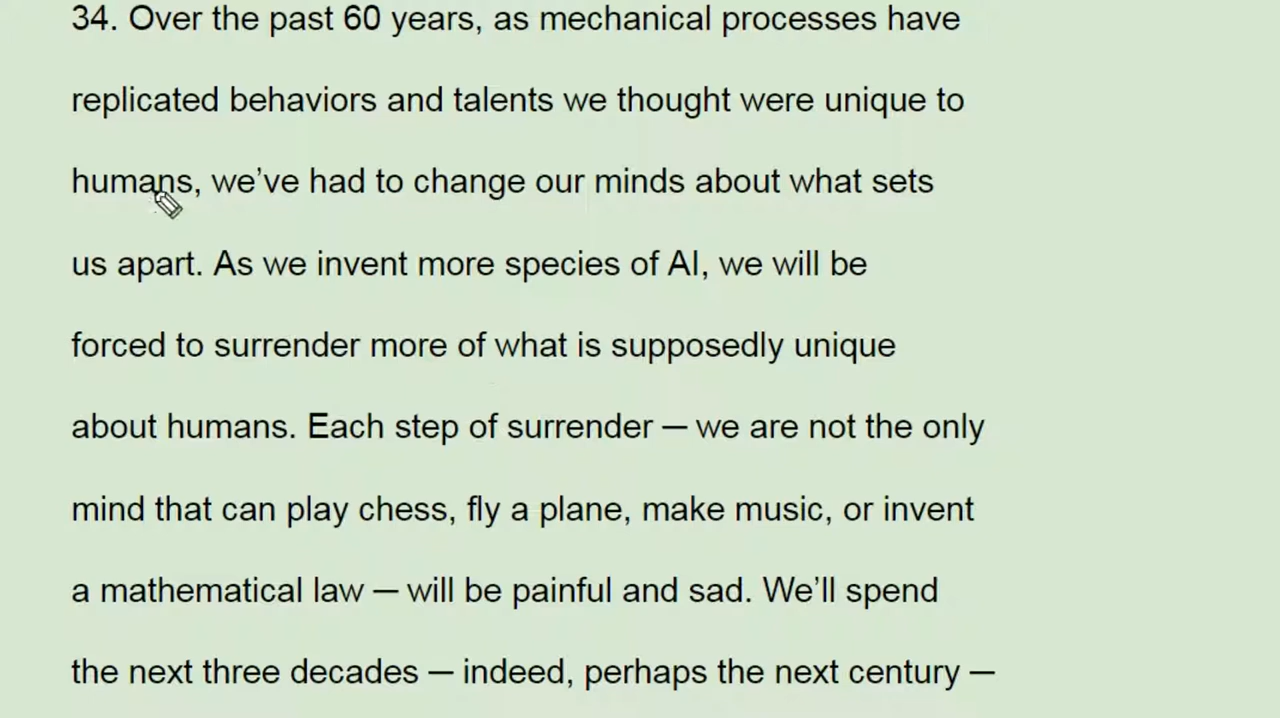 34. Over the past 60 years, as mechanical processes have
replicated behaviors and talents we thought were unique to
humans, we’ve had to change our minds about what sets
us apart. As we invent more species of AI, we will be
forced to surrender more of what is supposedly unique
about humans. Each step of surrender — we are not the only
mind that can play chess, fly a plane, make music, or invent
a mathematical law — will be painful and sad. We’ll spend
the next three decades — indeed, perhaps the next century —